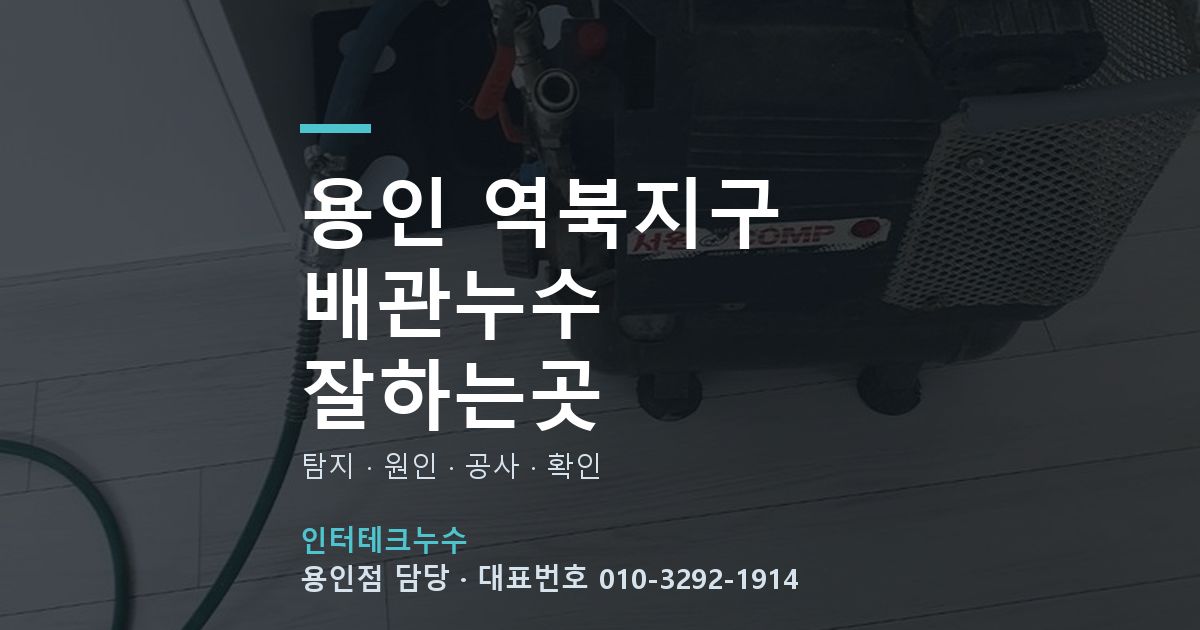 용인 역북지구
배관누수
잘하는곳
탐지 · 원인 · 공사 · 확인
인터테크누수
용인점 담당 · 대표번호 010-3292-1914